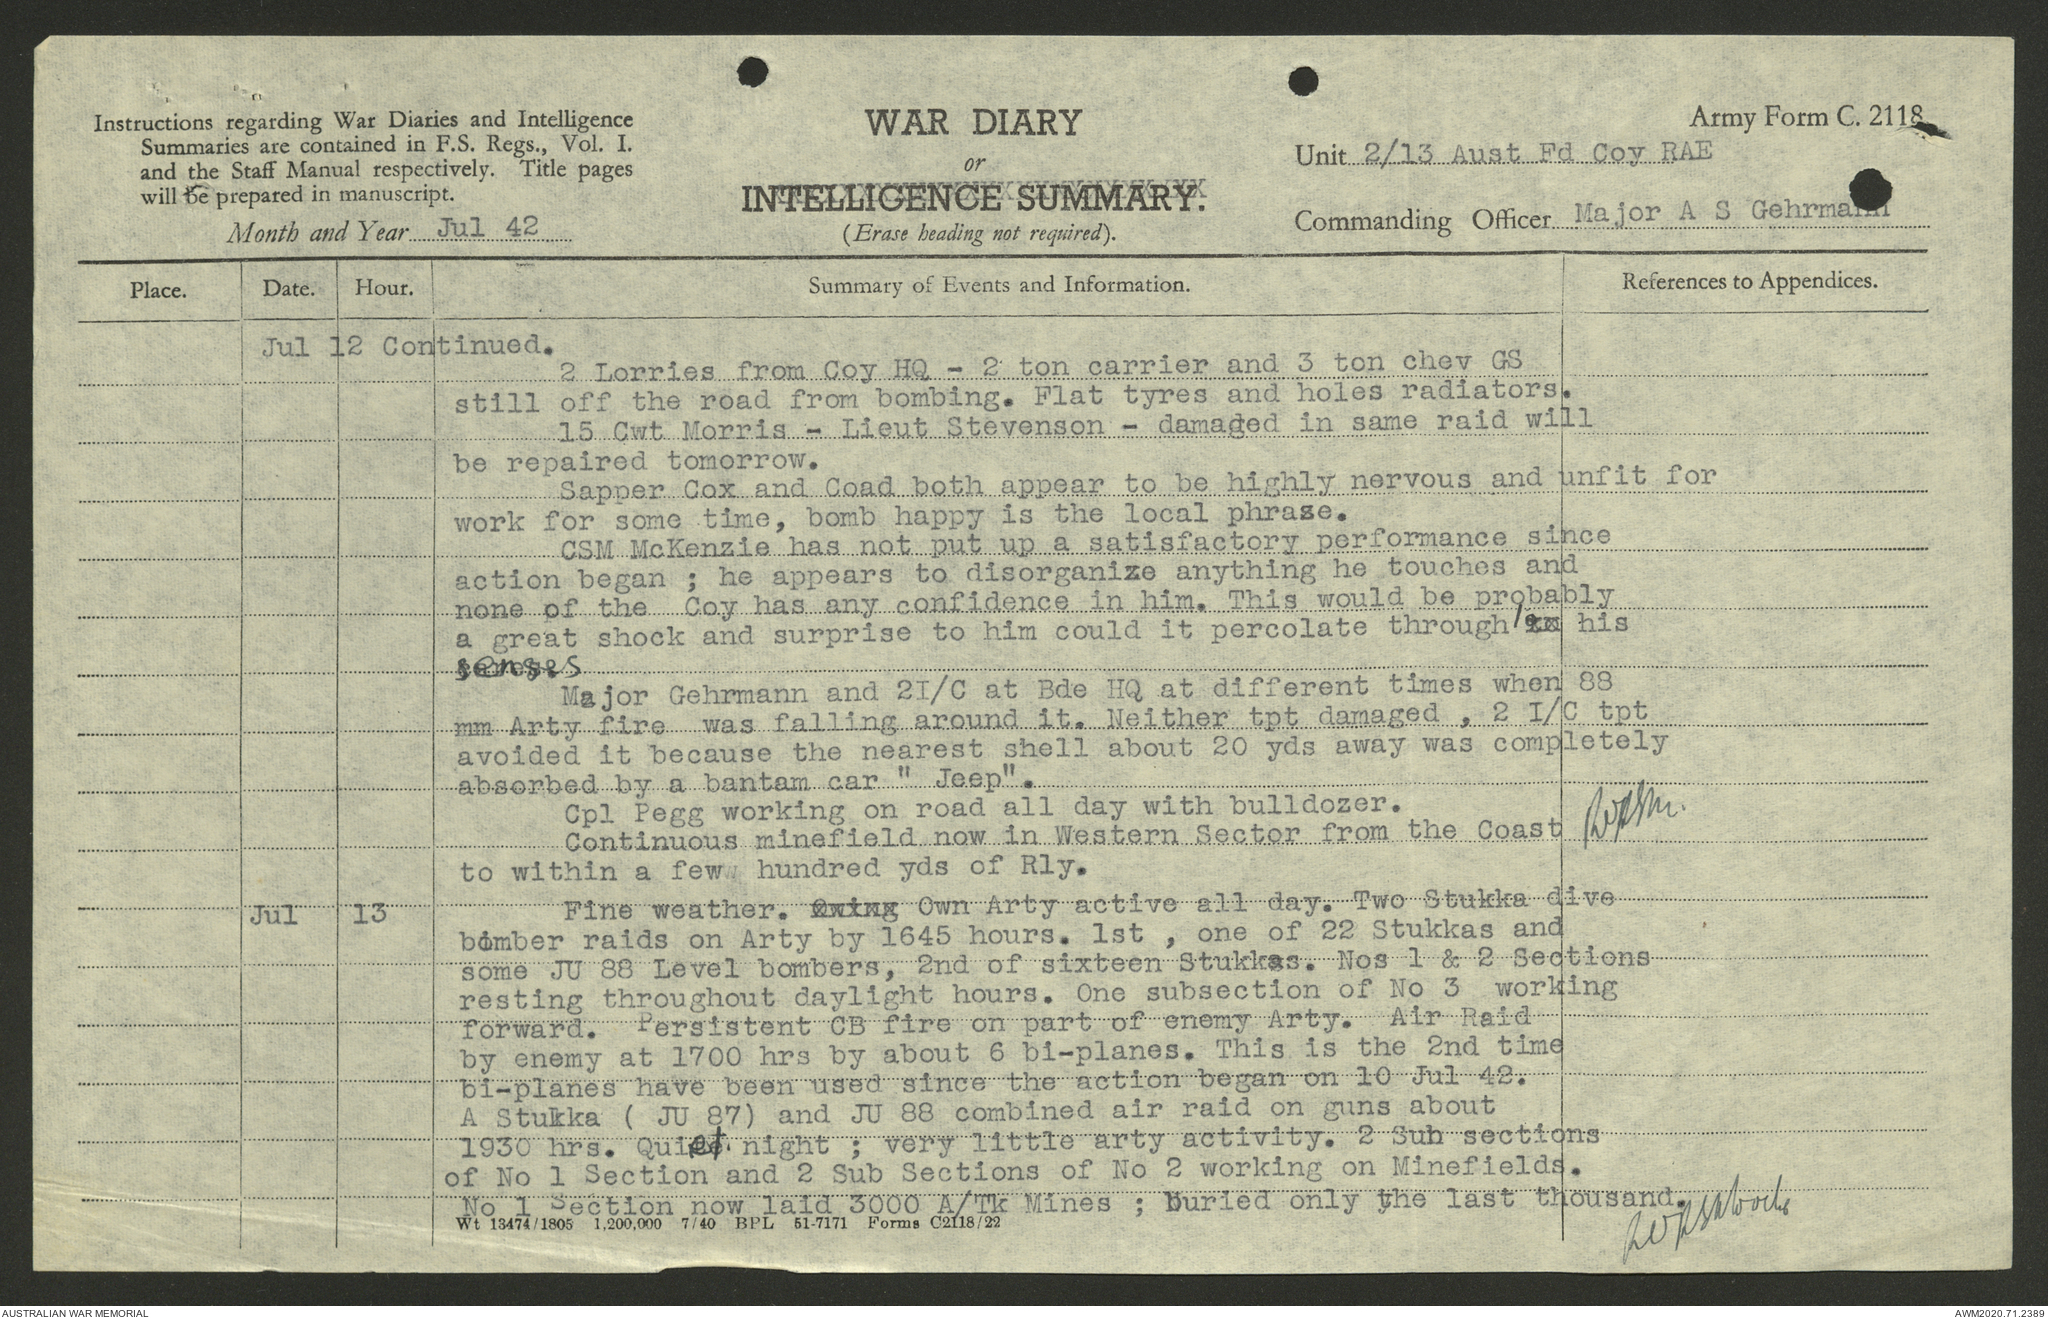 Instructions regarding War Diaries and Intelligence
Summaries are contained in F.S. Regs., Vol. I.
and the Staff Manual respectively. Title pages
will be prepared in manuscript.
Month and Year Jul 42
WAR DIARY
or
INTELLIGENCE SUMMARY.
(Erase heading not required).
Army Form C. 2118
Unit 2/13 Aust Fd Coy RAE
Commanding Officer Major A S Gehrmann
Place. Date. Hour. Summary of Events and Information. References to Appendices.
Jul 12 Continued.
2 Lorries from Coy HQ - 2 ton carrier and 3 ton chev GS
still off the road from bombing. Flat tyres and holes radiators.
15 Cwt Morris - Lieut Stevenson - damaged in same raid will
be repaired tomorrow.
Sapper Cox and Coad both appear to be highly nervous and unfit for
work for some time, bomb happy is the local phrase.
CSM McKenzie has not put up a satisfactory performance since
action began ; he appears to disorganize anything he touches and
none of the Coy has any confidence in him. This would be probably
a great shock and surprise to him could it percolate through his
senses
Major Gehrmann and 2I/C at Bde HQ at different times when 88
mm Arty fire was falling around it. Neither tpt damaged , 2 I/C tpt
avoided it because the nearest shell about 20 yds away was completely
absorbed by a bantam car " Jeep".
Cpl Pegg working on road all day with bulldozer.
Continuous minefield now in Western Sector from the Coast
to within a few hundred yds of Rly.
Jul 13 Fine weather. Own Arty active all day. Two Stukka dive
bomber raids on Arty by 1645 hours. 1st , one of 22 Stukkas and
some JU 88 Level bombers, 2nd of sixteen Stukkas. Nos 1 & 2 Sections
resting throughout daylight hours. One subsection of No 3 working
forward. Persistent CB fire on part of enemy Arty. Air Raid
by enemy at 1700 hrs by about 6 bi-planes. This is the 2nd time
bi-planes have been used since the action began on 10 Jul 42.
A Stukka ( JU 87) and JU 88 combined air raid on guns about
1930 hrs. Quiet night ; very little arty activity. 2 Sub sections
of No 1 Section and 2 Sub Sections of No 2 working on Minefields.
No 1 Section now laid 3000 A/Tk Mines ; buried only the last thousand.
Wt 13474/1805 1,200,000 7/40 BPL 51-7171 Forms C2118/22
AUSTRALIAN WAR MEMORIAL
AWM2020.71.2389